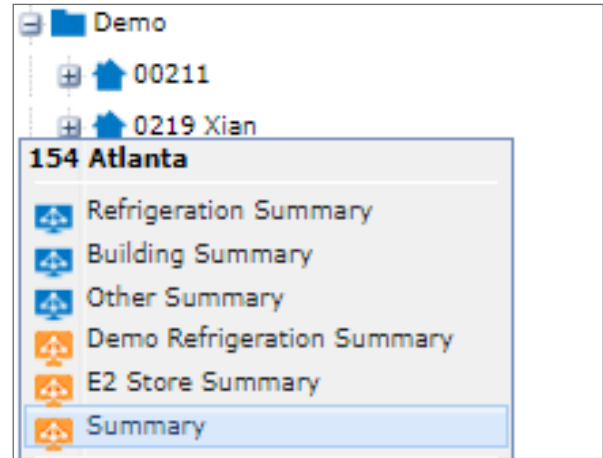 Demo
00211
0219 Xian
154 Atlanta
Refrigeration Summary
Building Summary
Other Summary
Demo Refrigeration Summary
E2 Store Summary
Summary